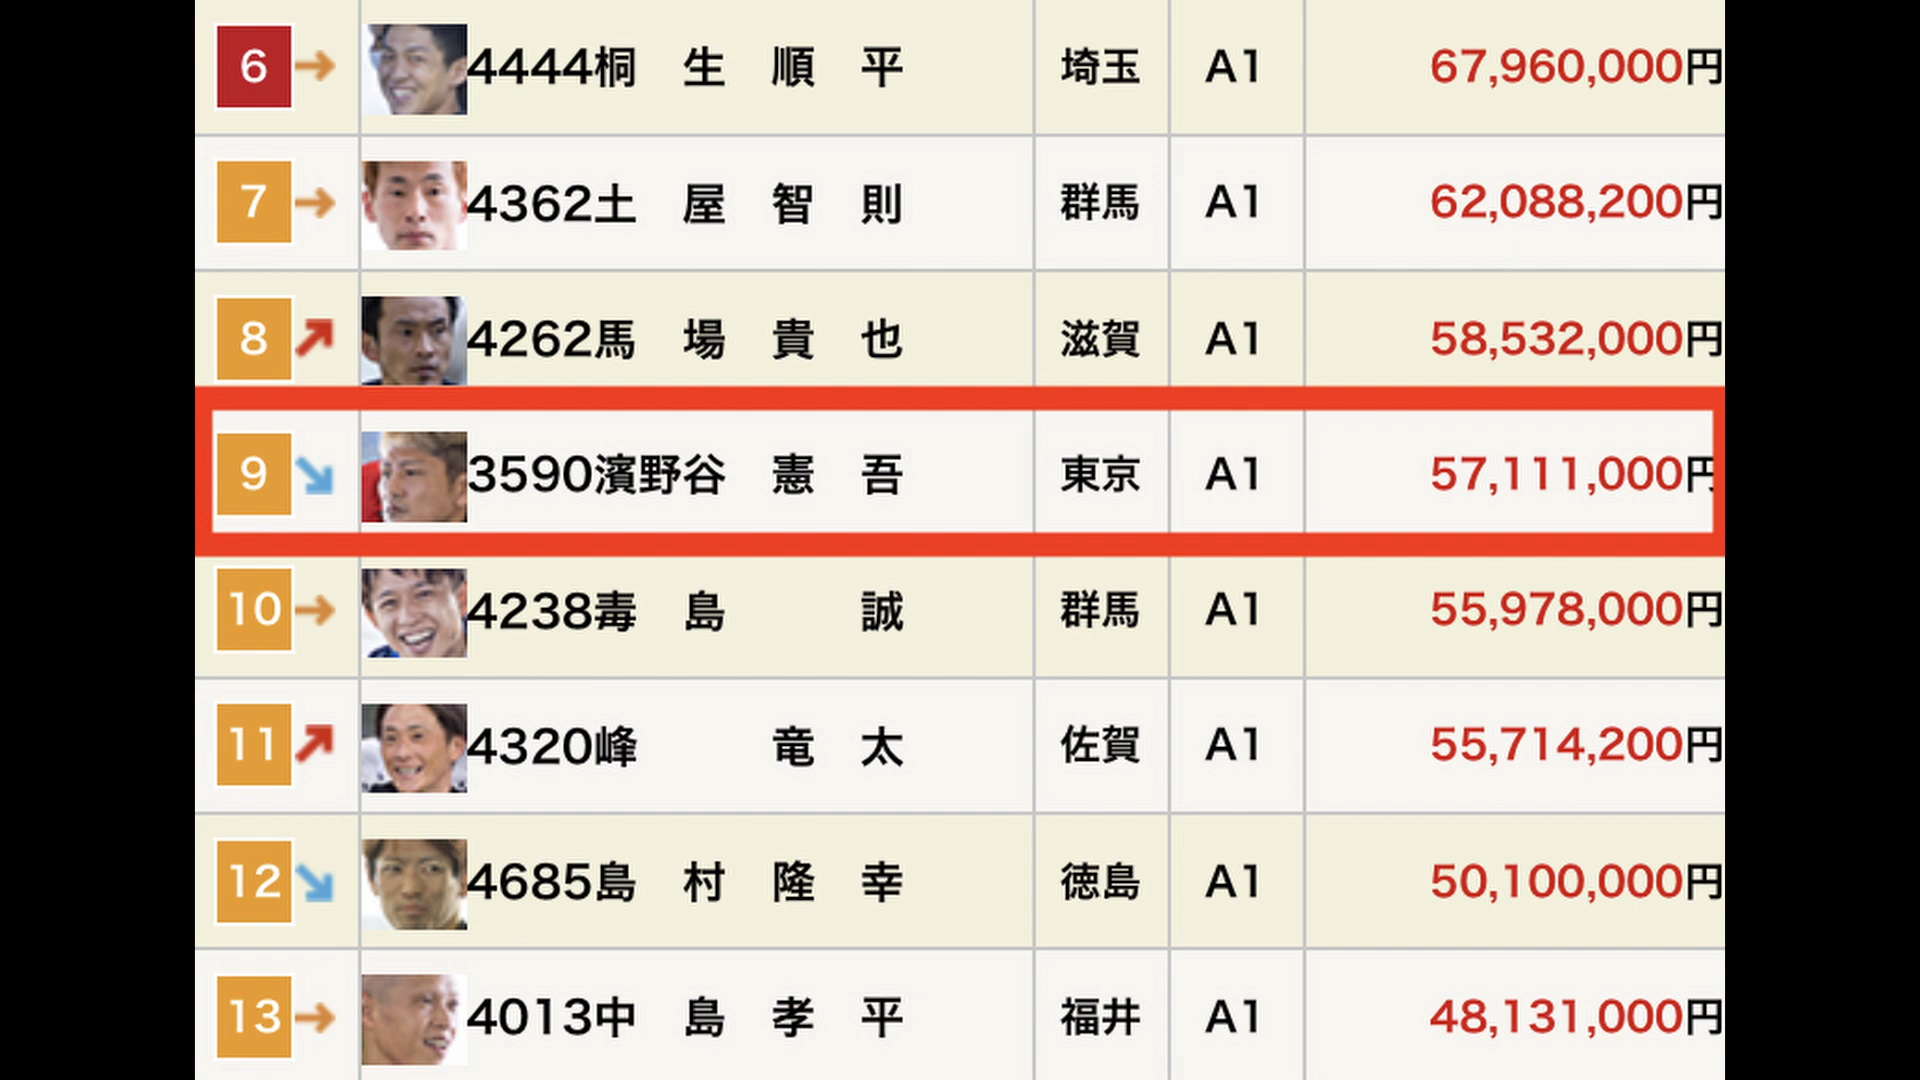 6 → 4444桐 生 順 平 埼玉 A1 67,960,000円
7 → 4362土 屋 智 則 群馬 A1 62,088,200円
8 ↗ 4262馬 場 貴 也 滋賀 A1 58,532,000円
9 ↘ 3590濱野谷 憲 吾 東京 A1 57,111,000円
10 → 4238毒 島 誠 群馬 A1 55,978,000円
11 ↗ 4320峰 竜 太 佐賀 A1 55,714,200円
12 ↘ 4685島 村 隆 幸 徳島 A1 50,100,000円
13 → 4013中 島 孝 平 福井 A1 48,131,000円